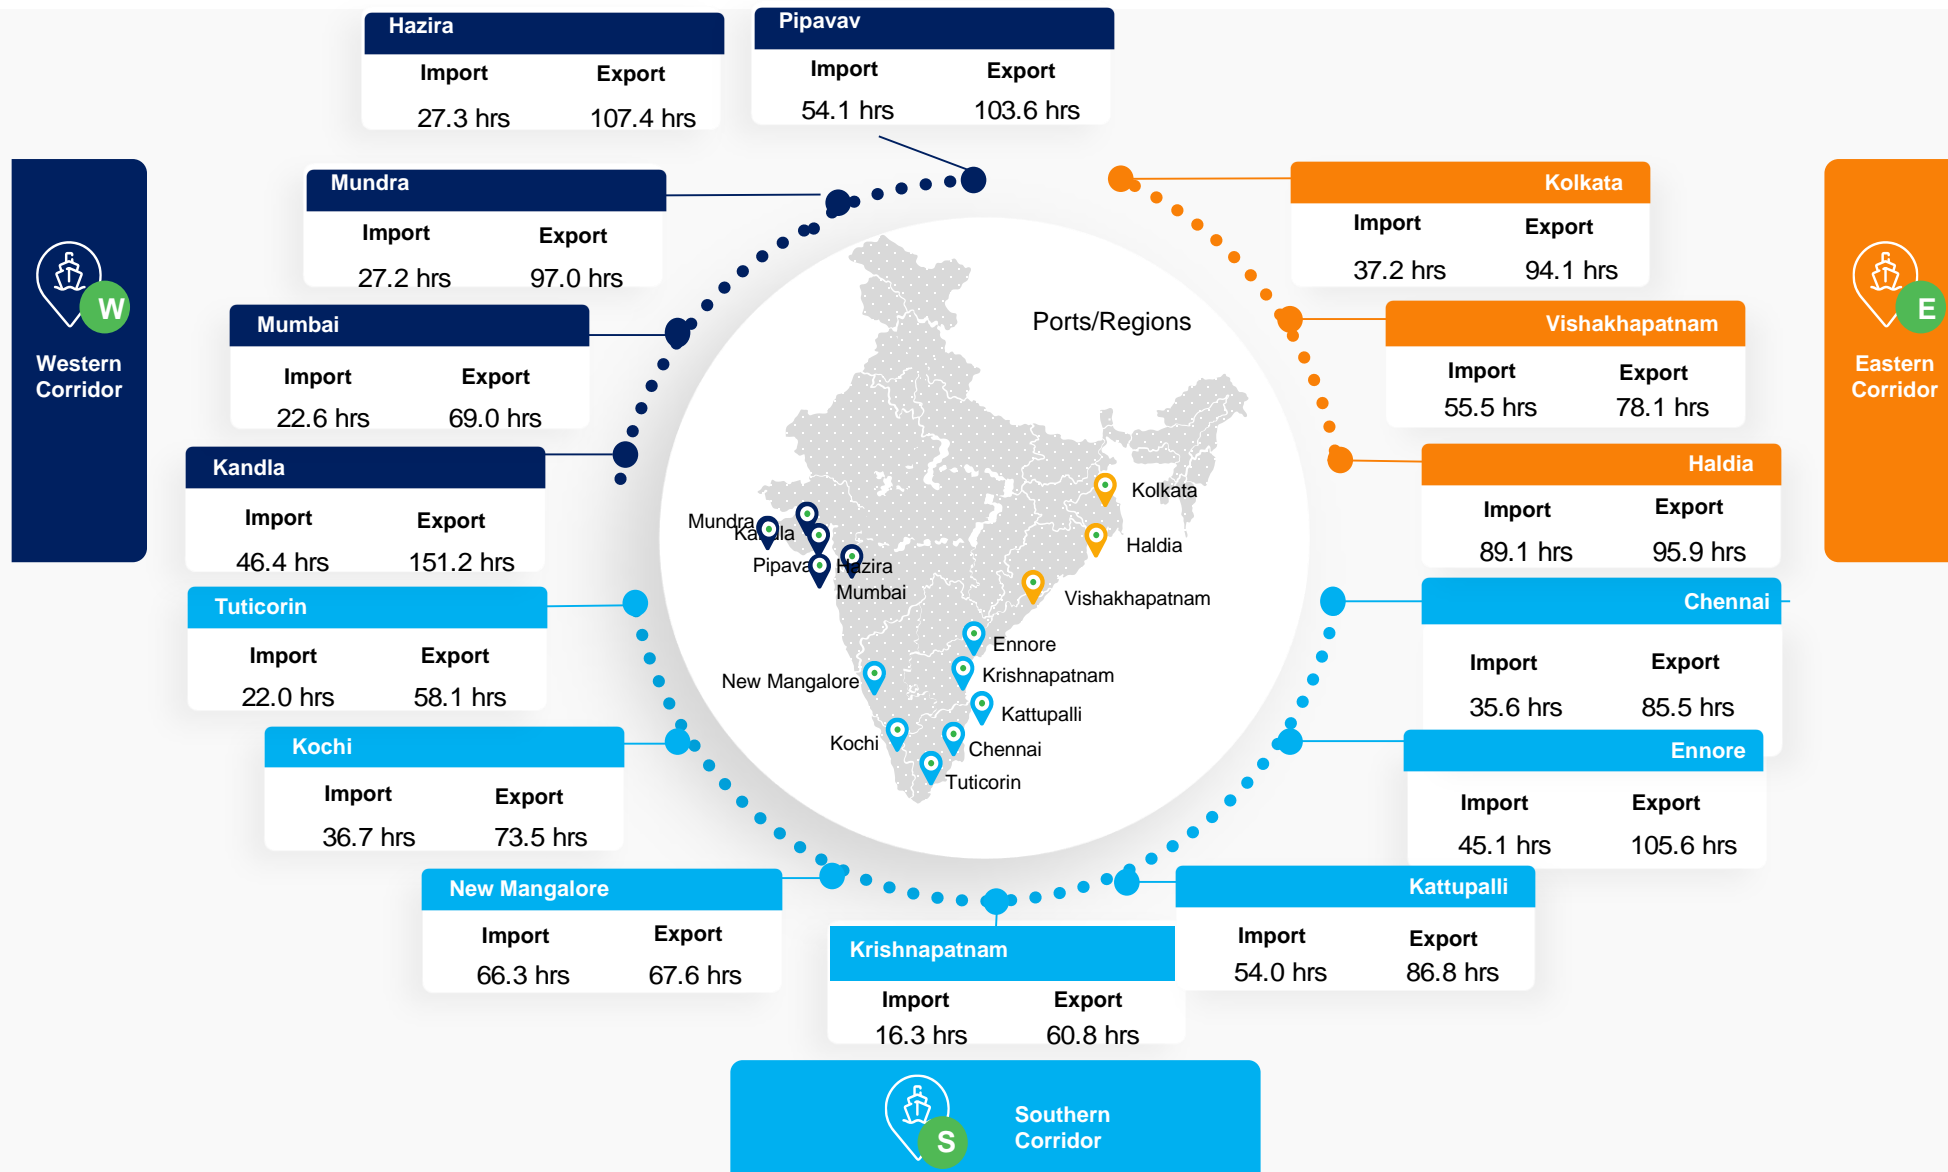 Hazira
Import Export
27.3 hrs 107.4 hrs
Pipavav
Import Export
54.1 hrs 103.6 hrs
Mundra
Import Export
27.2 hrs 97.0 hrs
Mumbai
Import Export
22.6 hrs 69.0 hrs
Kandla
Import Export
46.4 hrs 151.2 hrs
W
Western
Corridor
Kolkata
Import Export
37.2 hrs 94.1 hrs
Vishakhapatnam
Import Export
55.5 hrs 78.1 hrs
Haldia
Import Export
89.1 hrs 95.9 hrs
E
Eastern
Corridor
Ports/Regions
Kolkata
Mundra
Kandla
Haldia
Pipava
Hazira
Mumbai
Vishakhapatnam
Ennore
New Mangalore
Krishnapatnam
Kattupalli
Kochi
Chennai
Tuticorin
Tuticorin
Import Export
22.0 hrs 58.1 hrs
Kochi
Import Export
36.7 hrs 73.5 hrs
New Mangalore
Import Export
66.3 hrs 67.6 hrs
Krishnapatnam
Import Export
16.3 hrs 60.8 hrs
Chennai
Import Export
35.6 hrs 85.5 hrs
Ennore
Import Export
45.1 hrs 105.6 hrs
Kattupalli
Import Export
54.0 hrs 86.8 hrs
S
Southern
Corridor